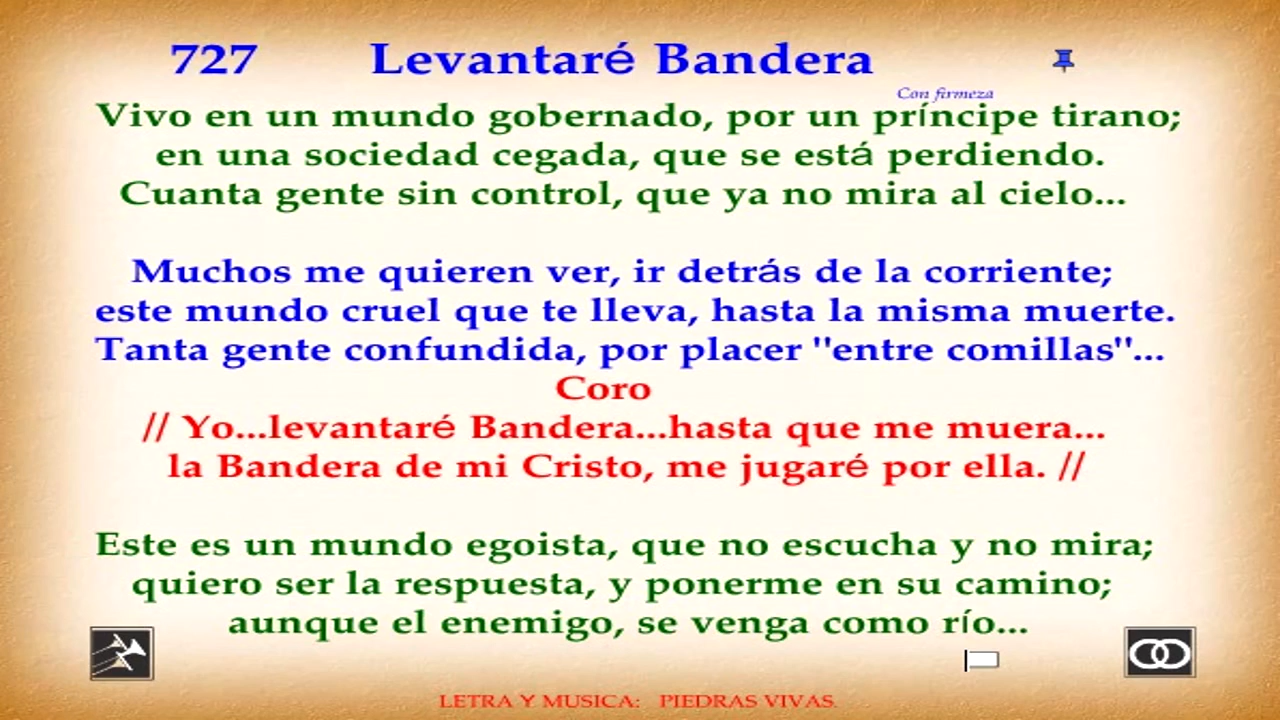 727 Levantaré Bandera
Con firmeza
Vivo en un mundo gobernado, por un príncipe tirano;
en una sociedad cegada, que se está perdiendo.
Cuanta gente sin control, que ya no mira al cielo...
Muchos me quieren ver, ir detrás de la corriente;
este mundo cruel que te lleva, hasta la misma muerte.
Tanta gente confundida, por placer "entre comillas"...
Coro
// Yo...levantaré Bandera...hasta que me muera...
la Bandera de mi Cristo, me jugaré por ella. //
Este es un mundo egoista, que no escucha y no mira;
quiero ser la respuesta, y ponerme en su camino;
aunque el enemigo, se venga como río...
LETRA Y MUSICA: PIEDRAS VIVAS.